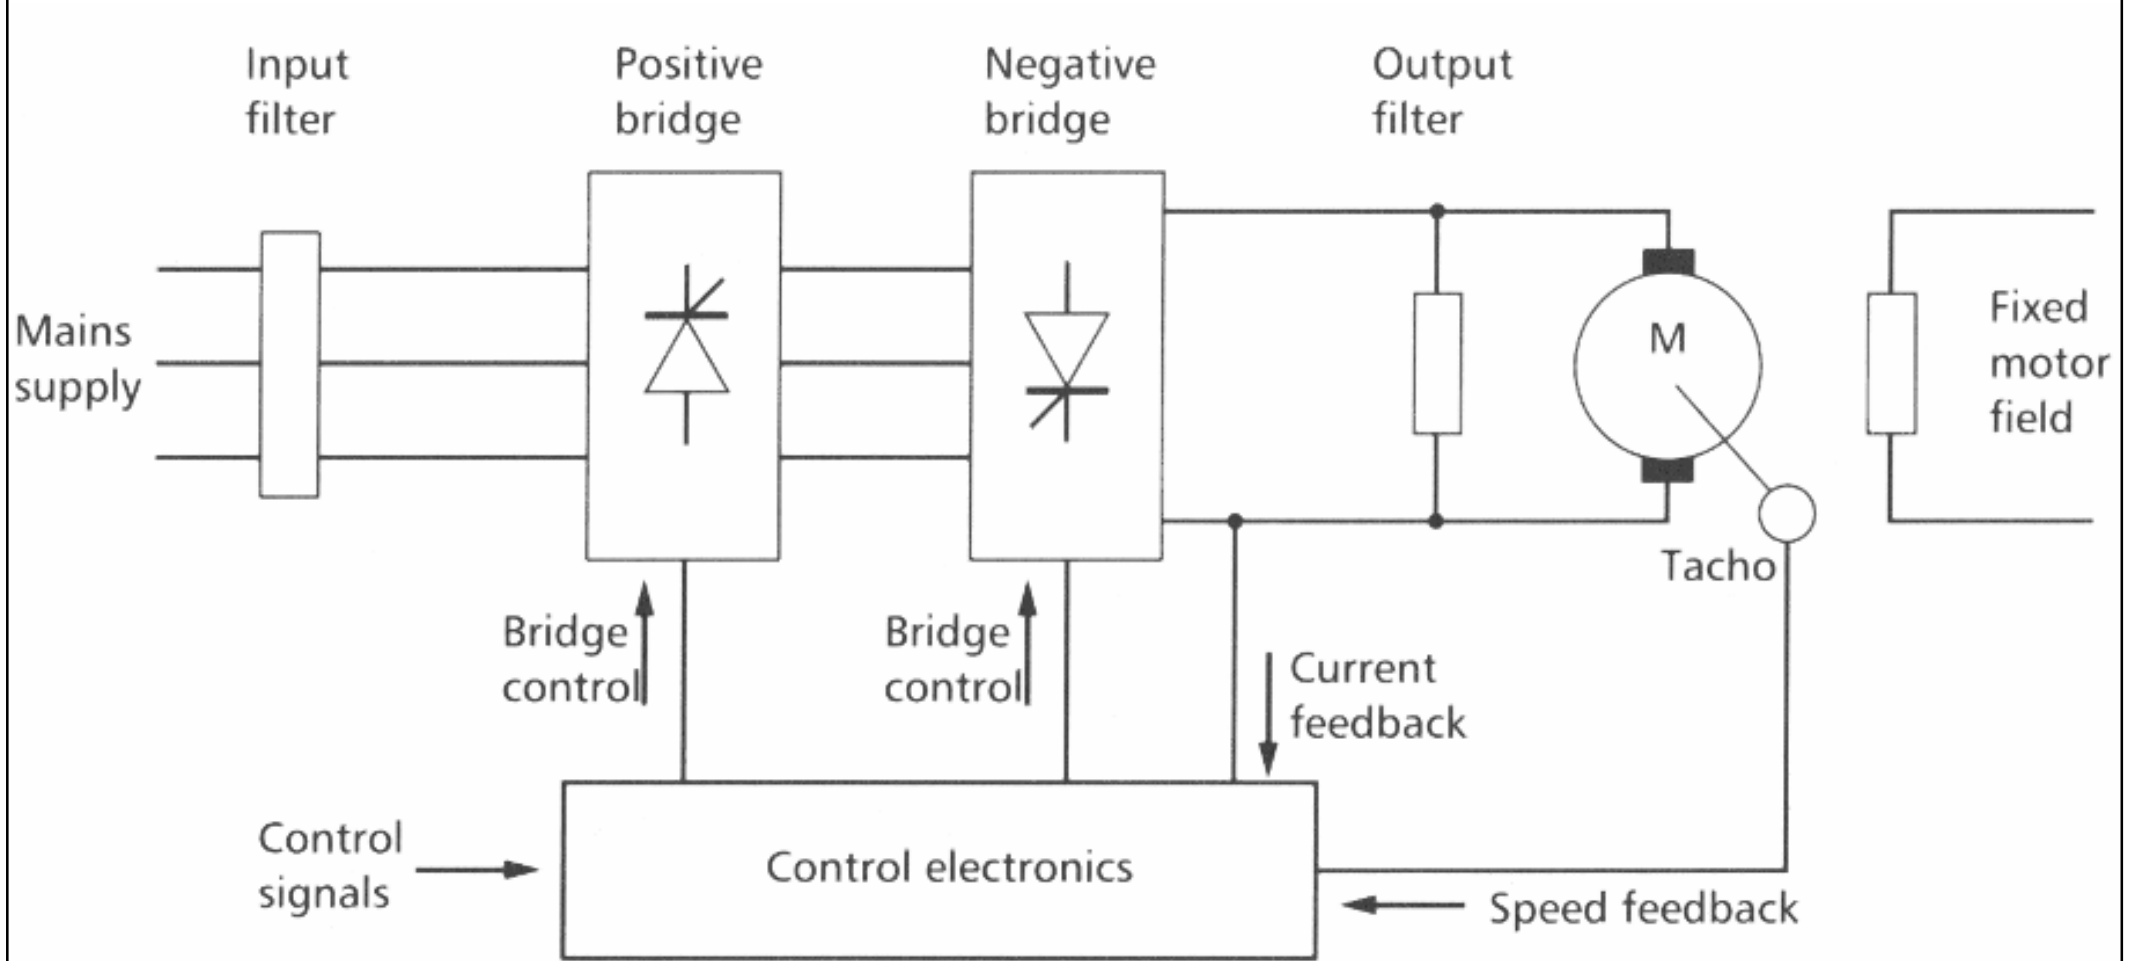 Input
filter
Positive
bridge
Negative
bridge
Output
filter
Mains
supply
M
Fixed
motor
field
Tacho
Bridge
control
Bridge
control
Current
feedback
Control
signals
Control electronics
Speed feedback